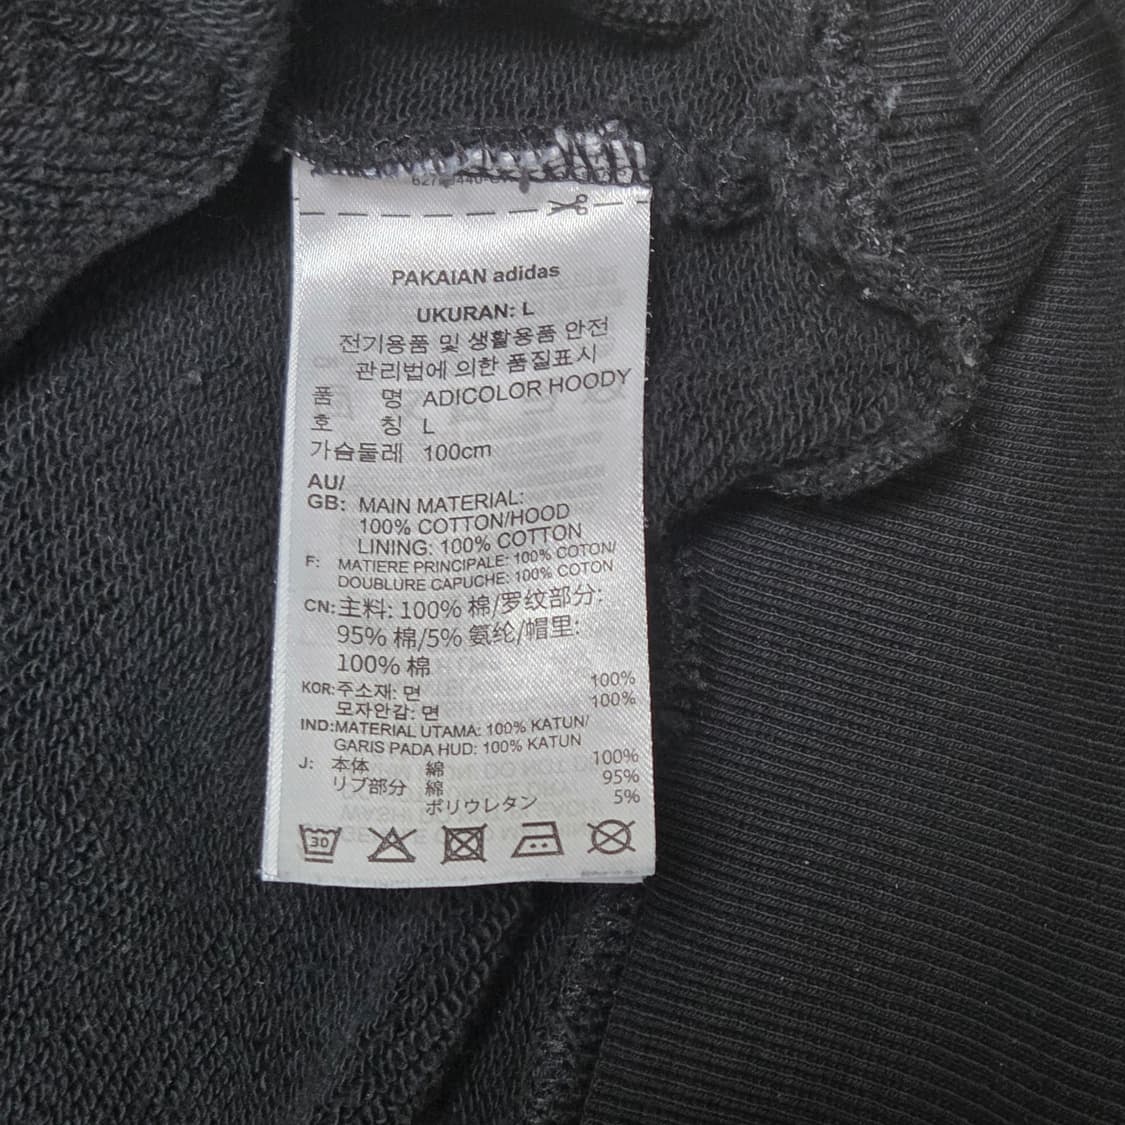 PAKAIAN adidas
UKURAN: L
전기용품 및 생활용품 안전
관리법에 의한 품질표시
품 명 ADICOLOR HOODY
호 칭 L
가슴둘레 100cm
AU/
GB: MAIN MATERIAL:
100% COTTON/HOOD
LINING: 100% COTTON
F: MATIERE PRINCIPALE: 100% COTON/
DOUBLURE CAPUCHE: 100% COTON
CN:主料: 100% 棉/罗纹部分:
95% 棉/5% 氨纶/帽里:
100% 棉
KOR:주소재: 면 100%
모자안감: 면 100%
IND:MATERIAL UTAMA: 100% KATUN/
GARIS PADA HUD: 100% KATUN
J: 本体 綿 100%
リブ部分 綿 95%
ポリウレタン 5%
30